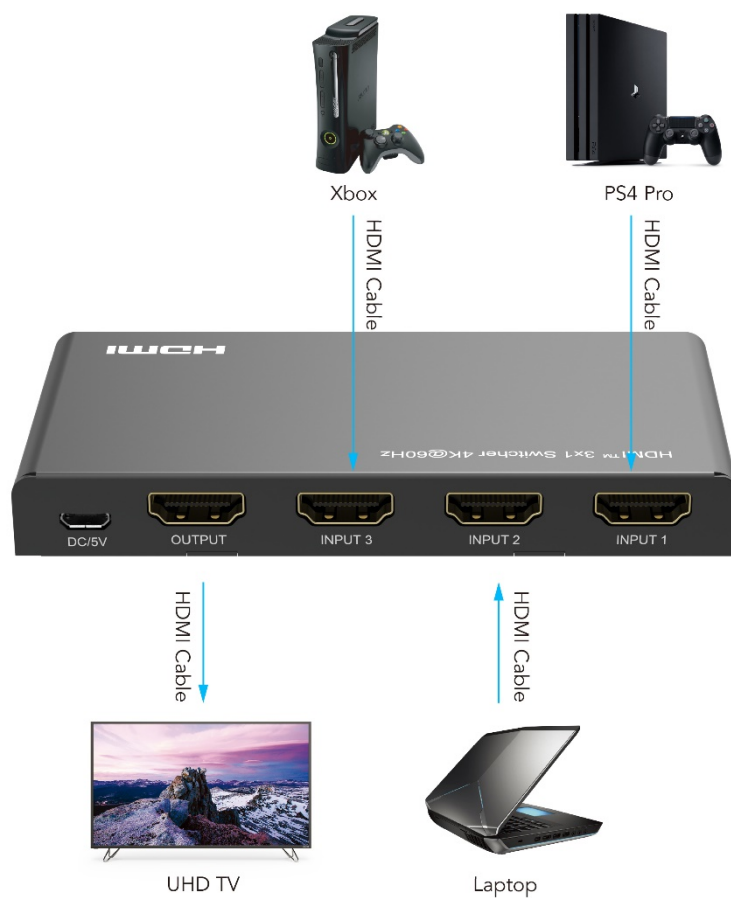 Xbox
PS4 Pro
HDMI Cable
HDMI Cable
HDMI
HDMI™ 3x1 Switcher 4K@60Hz
DC/5V
OUTPUT
INPUT 3
INPUT 2
INPUT 1
HDMI Cable
HDMI Cable
UHD TV
Laptop